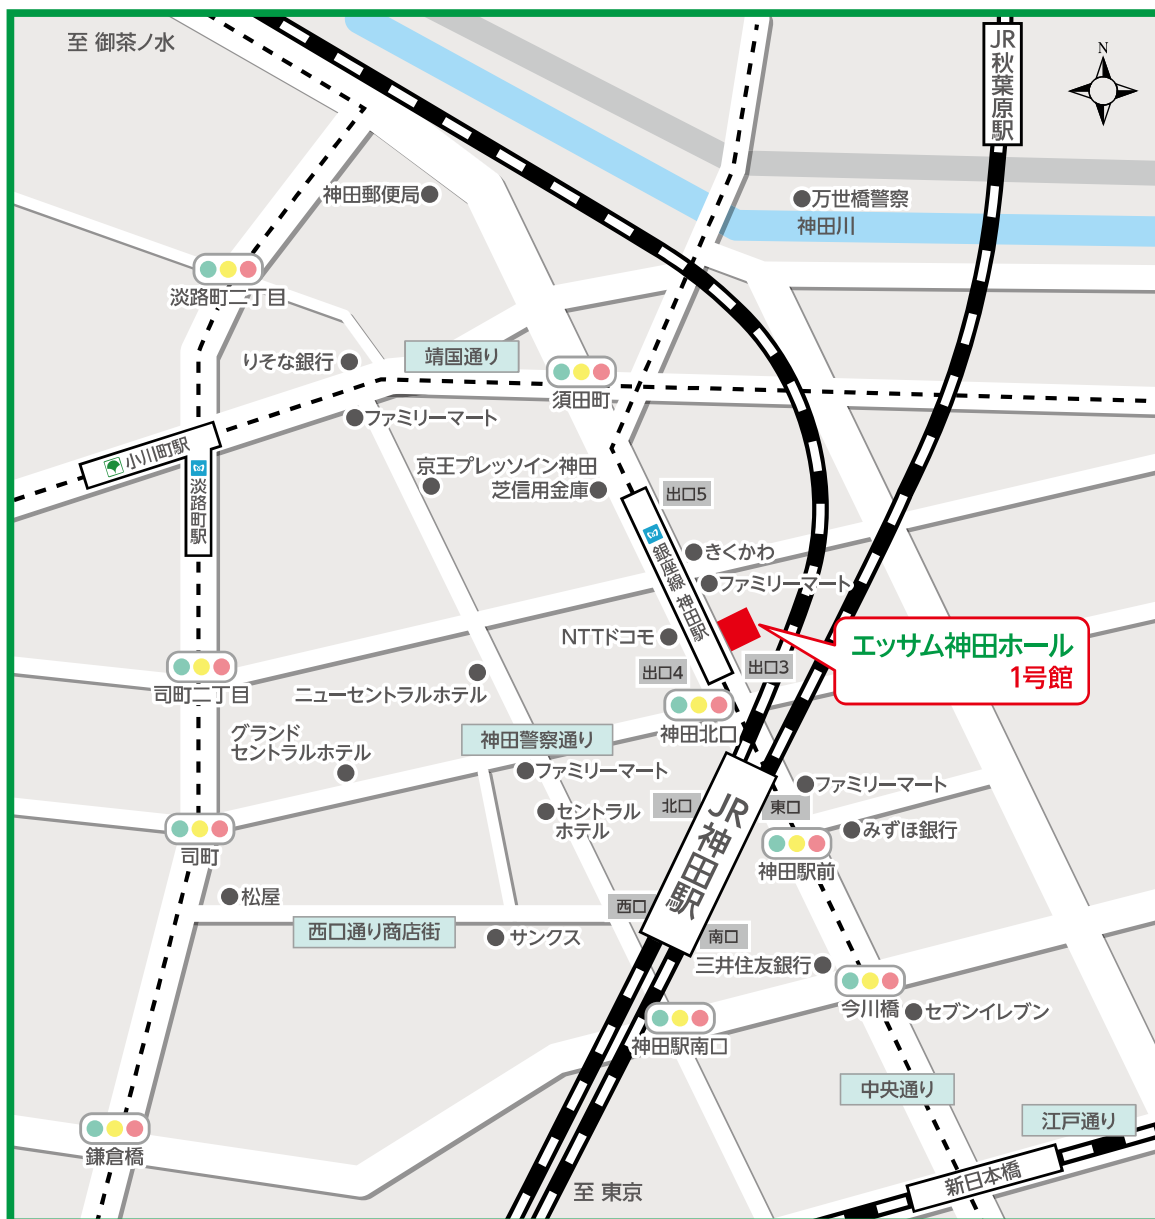 至 御茶ノ水
JR秋葉原駅
N
神田郵便局
万世橋警察
神田川
淡路町二丁目
りそな銀行
靖国通り
須田町
ファミリーマート
小川町駅
淡路町駅
京王プレッソイン神田
芝信用金庫
出口5
銀座線 神田駅
きくかわ
ファミリーマート
NTTドコモ
エッサム神田ホール
1号館
出口4
出口3
司町二丁目
ニューセントラルホテル
神田北口
グランド
セントラルホテル
神田警察通り
ファミリーマート
ファミリーマート
北口
東口
JR神田駅
セントラル
ホテル
みずほ銀行
司町
神田駅前
松屋
西口
西口通り商店街
サンクス
南口
三井住友銀行
今川橋
セブンイレブン
神田駅南口
中央通り
江戸通り
鎌倉橋
新日本橋
至 東京